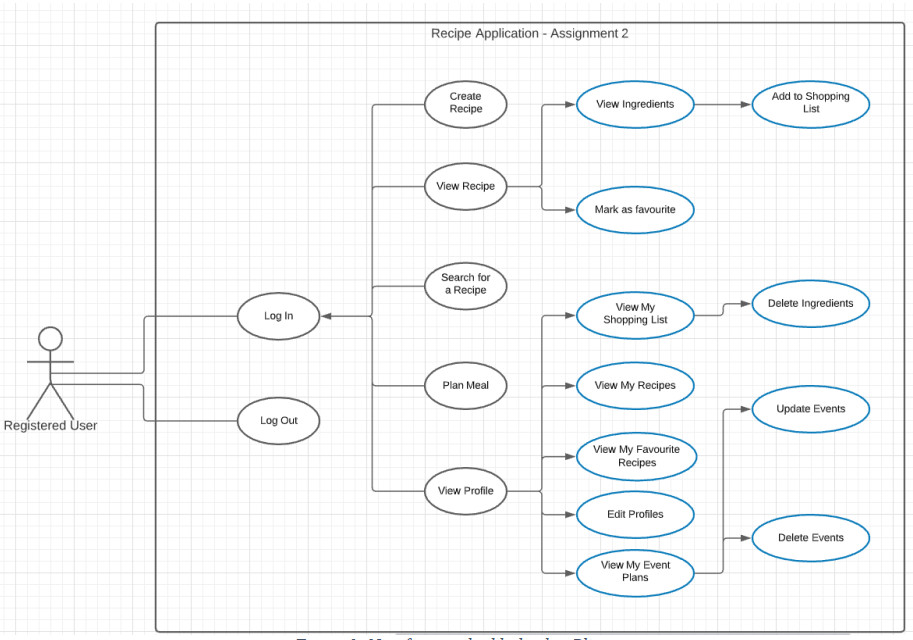 Recipe Application - Assignment 2
Create
Recipe
View Ingredients
Add to Shopping
List
View Recipe
Mark as favourite
Search for
a Recipe
Log In
View My
Shopping List
Delete Ingredients
Plan Meal
View My Recipes
Registered User
Log Out
Update Events
View My Favourite
Recipes
View Profile
Edit Profiles
Delete Events
View My Event
Plans